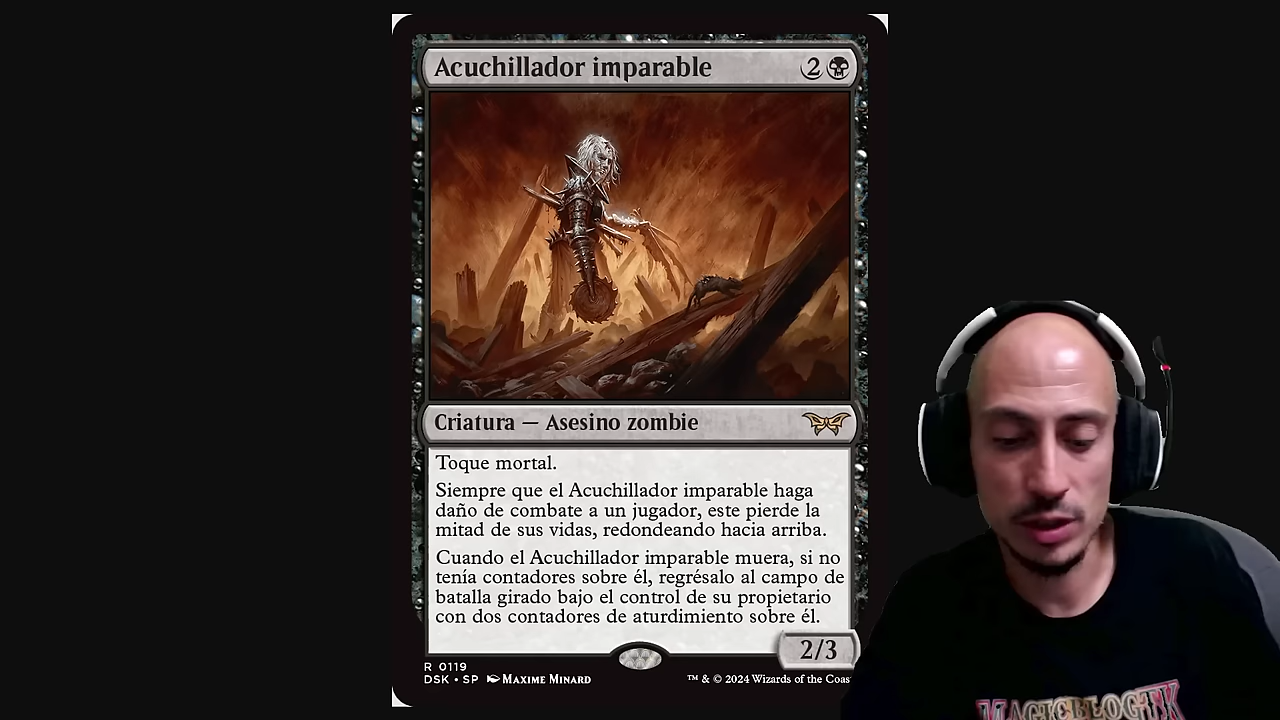 Acuchillador imparable 2
Criatura — Asesino zombie
Toque mortal.
Siempre que el Acuchillador imparable haga
daño de combate a un jugador, este pierde la
mitad de sus vidas, redondeando hacia arriba.
Cuando el Acuchillador imparable muera, si no
tenía contadores sobre él, regrésalo al campo de
batalla girado bajo el control de su propietario
con dos contadores de aturdimiento sobre él.
2/3
R 0119
DSK • SP Maxime Minard
™ & © 2024 Wizards of the Coas